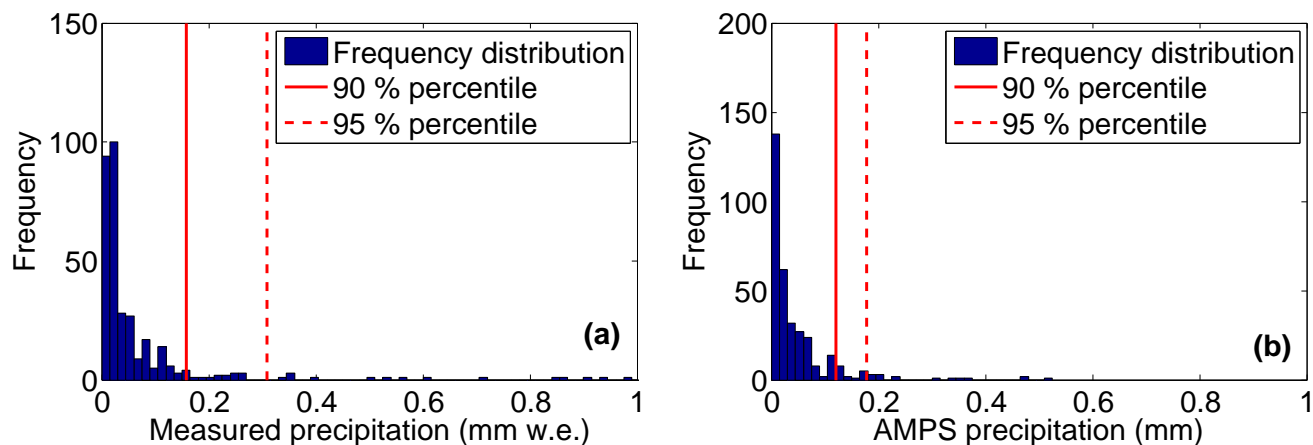 150
100
50
0
Frequency
Frequency distribution
90 % percentile
95 % percentile
(a)
0 0.2 0.4 0.6 0.8 1
Measured precipitation (mm w.e.)
200
150
100
50
0
Frequency
Frequency distribution
90 % percentile
95 % percentile
(b)
0 0.2 0.4 0.6 0.8 1
AMPS precipitation (mm)